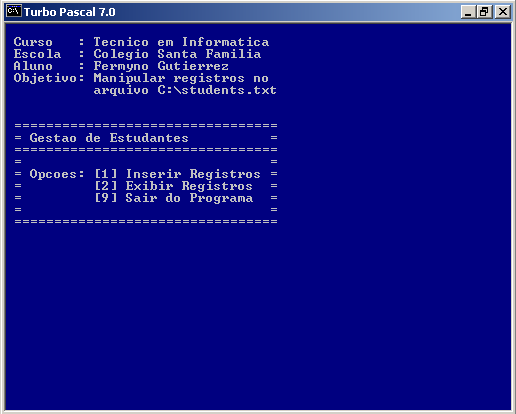 Turbo Pascal 7.0
Curso   : Tecnico em Informatica
Escola  : Colegio Santa Familia
Aluno   : Fermyno Gutierrez
Objetivo: Manipular registros no
          arquivo C:\students.txt
=================================
= Gestao de Estudantes          =
=================================
=                               =
= Opcoes: [1] Inserir Registros =
=         [2] Exibir Registros  =
=         [9] Sair do Programa  =
=                               =
=================================